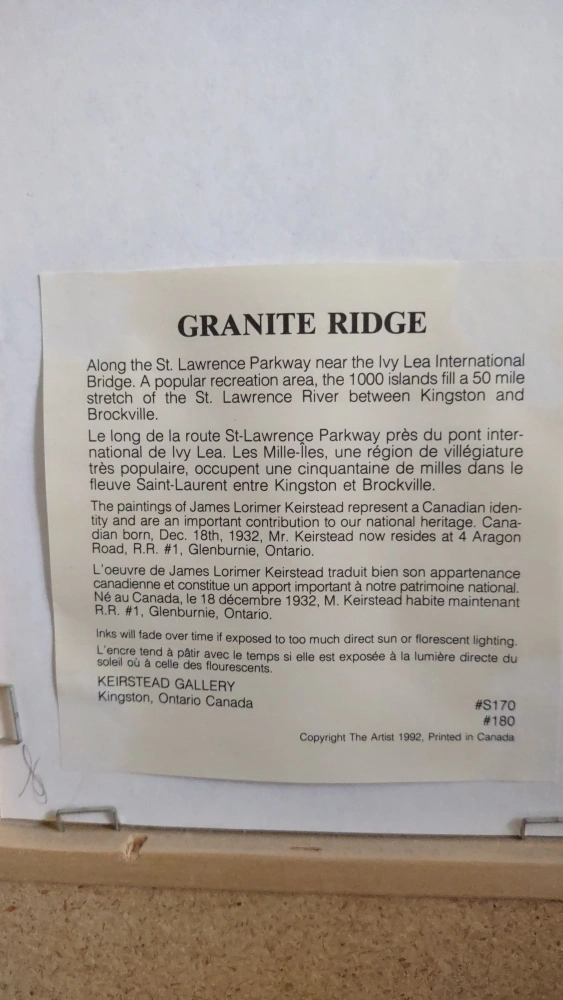 GRANITE RIDGE
Along the St. Lawrence Parkway near the Ivy Lea International
Bridge. A popular recreation area, the 1000 islands fill a 50 mile
stretch of the St. Lawrence River between Kingston and
Brockville.
Le long de la route St-Lawrence Parkway près du pont inter-
national de Ivy Lea. Les Mille-Îles, une région de villégiature
très populaire, occupent une cinquantaine de milles dans le
fleuve Saint-Laurent entre Kingston et Brockville.
The paintings of James Lorimer Keirstead represent a Canadian iden-
tity and are an important contribution to our national heritage. Cana-
dian born, Dec. 18th, 1932, Mr. Keirstead now resides at 4 Aragon
Road, R.R. #1, Glenburnie, Ontario.
L'oeuvre de James Lorimer Keirstead traduit bien son appartenance
canadienne et constitue un apport important à notre patrimoine national.
Né au Canada, le 18 décembre 1932, M. Keirstead habite maintenant
R.R. #1, Glenburnie, Ontario.
Inks will fade over time if exposed to too much direct sun or florescent lighting.
L'encre tend à pâtir avec le temps si elle est exposée à la lumière directe du
soleil où à celle des flourescents.
KEIRSTEAD GALLERY
Kingston, Ontario Canada
#S170
#180
Copyright The Artist 1992, Printed in Canada